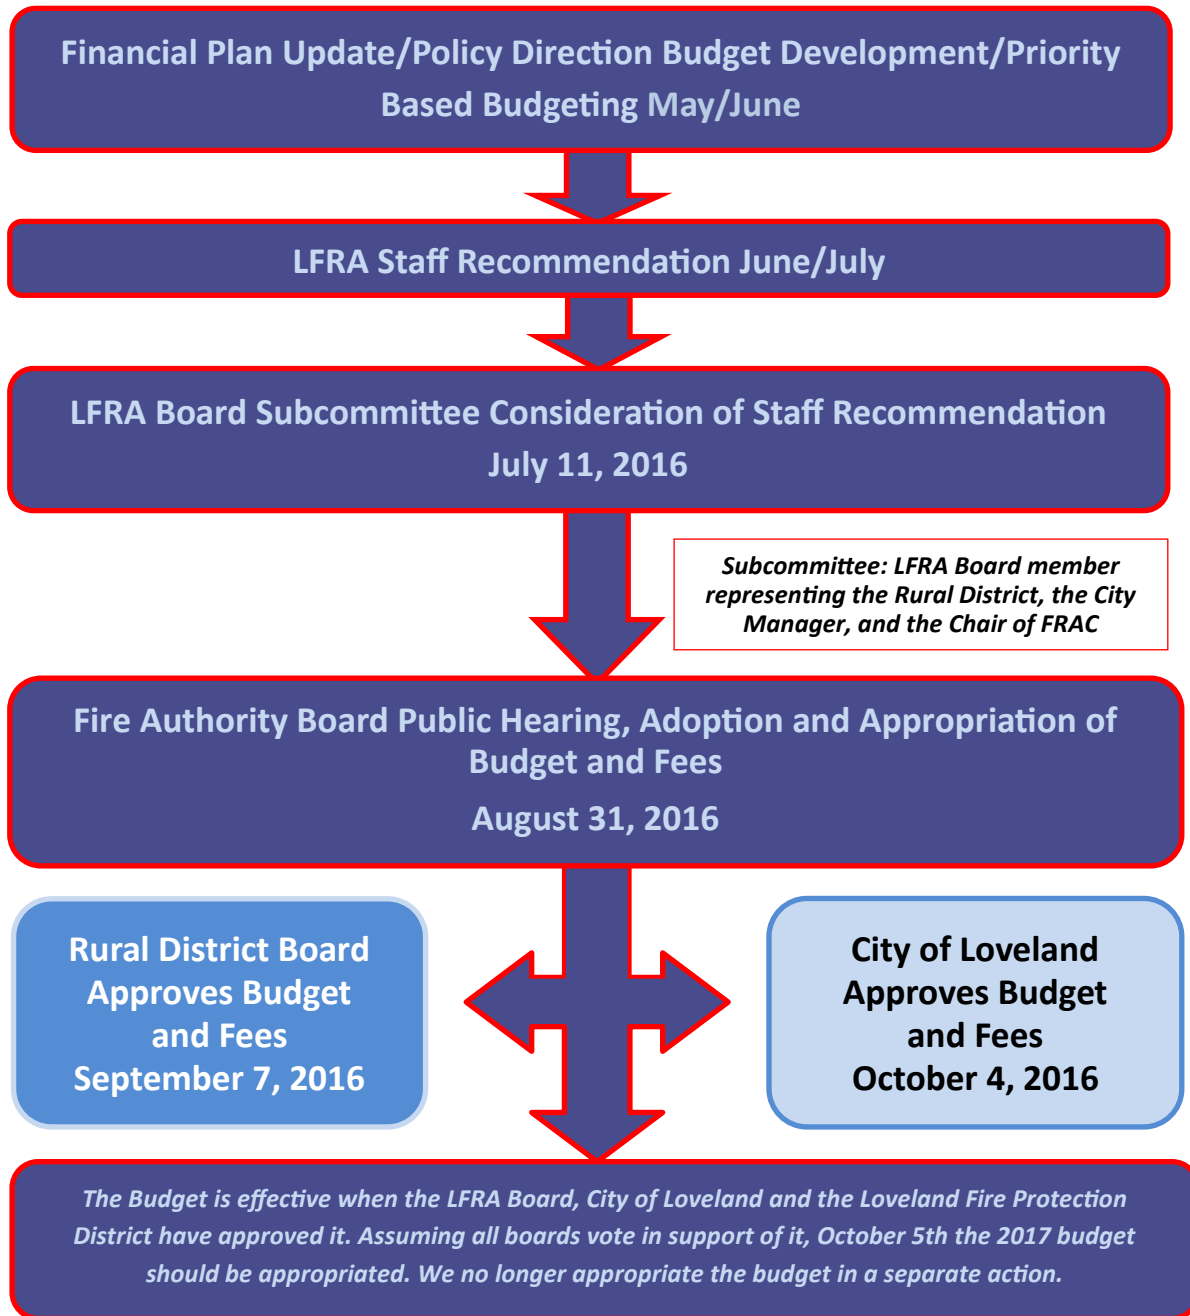 Financial Plan Update/Policy Direction Budget Development/Priority
Based Budgeting May/June
LFRA Staff Recommendation June/July
LFRA Board Subcommittee Consideration of Staff Recommendation
July 11, 2016
Subcommittee: LFRA Board member
representing the Rural District, the City
Manager, and the Chair of FRAC
Fire Authority Board Public Hearing, Adoption and Appropriation of
Budget and Fees
August 31, 2016
Rural District Board
Approves Budget
and Fees
September 7, 2016
City of Loveland
Approves Budget
and Fees
October 4, 2016
The Budget is effective when the LFRA Board, City of Loveland and the Loveland Fire Protection
District have approved it. Assuming all boards vote in support of it, October 5th the 2017 budget
should be appropriated. We no longer appropriate the budget in a separate action.